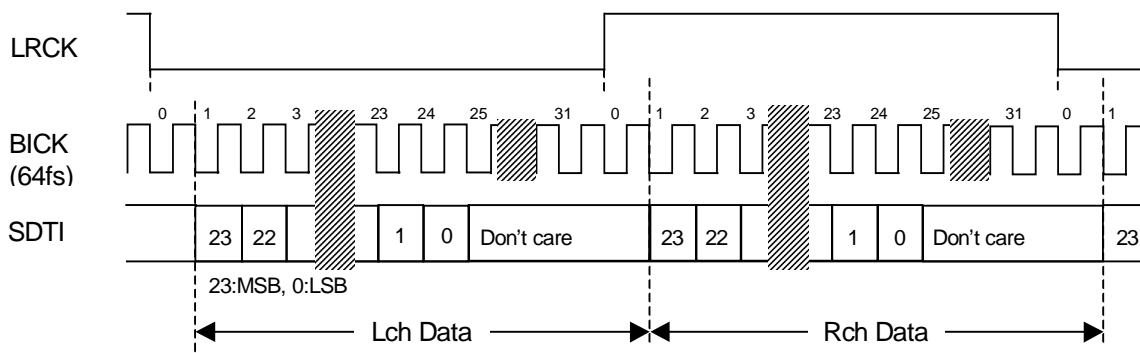 LRCK
0 1 2 3 23 24 25 31 0 1 2 3 23 24 25 31 0 1
BICK
(64fs)
SDTI 23 22 1 0 Don't care 23 22 1 0 Don't care 23
23:MSB, 0:LSB
Lch Data Rch Data